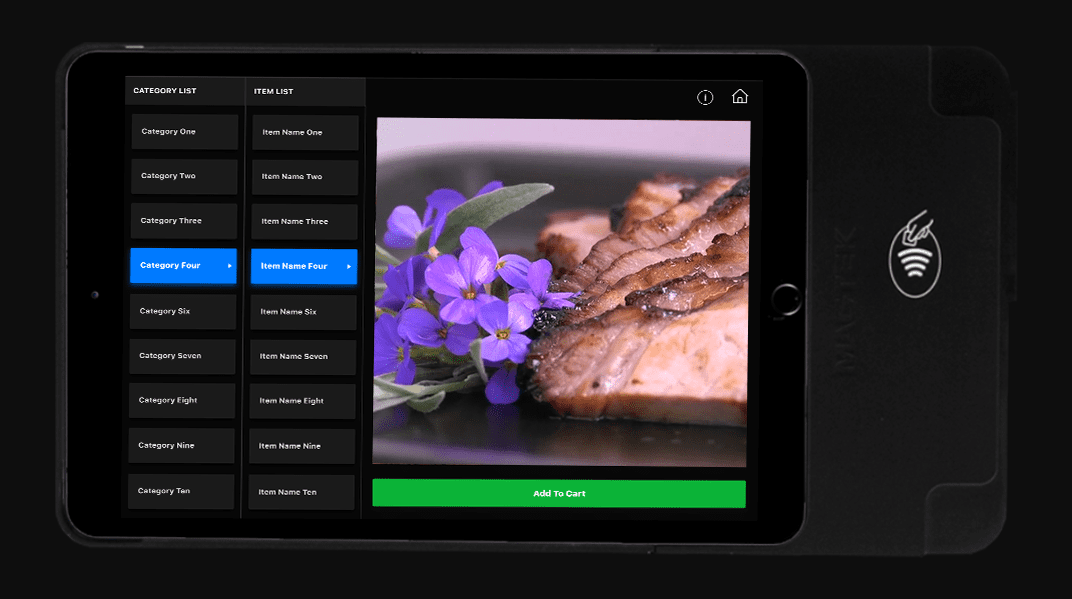 CATEGORY LIST
Category One
Category Two
Category Three
Category Four
Category Six
Category Seven
Category Eight
Category Nine
Category Ten
ITEM LIST
Item Name One
Item Name Two
Item Name Three
Item Name Four
Item Name Six
Item Name Seven
Item Name Eight
Item Name Nine
Item Name Ten
Add To Cart